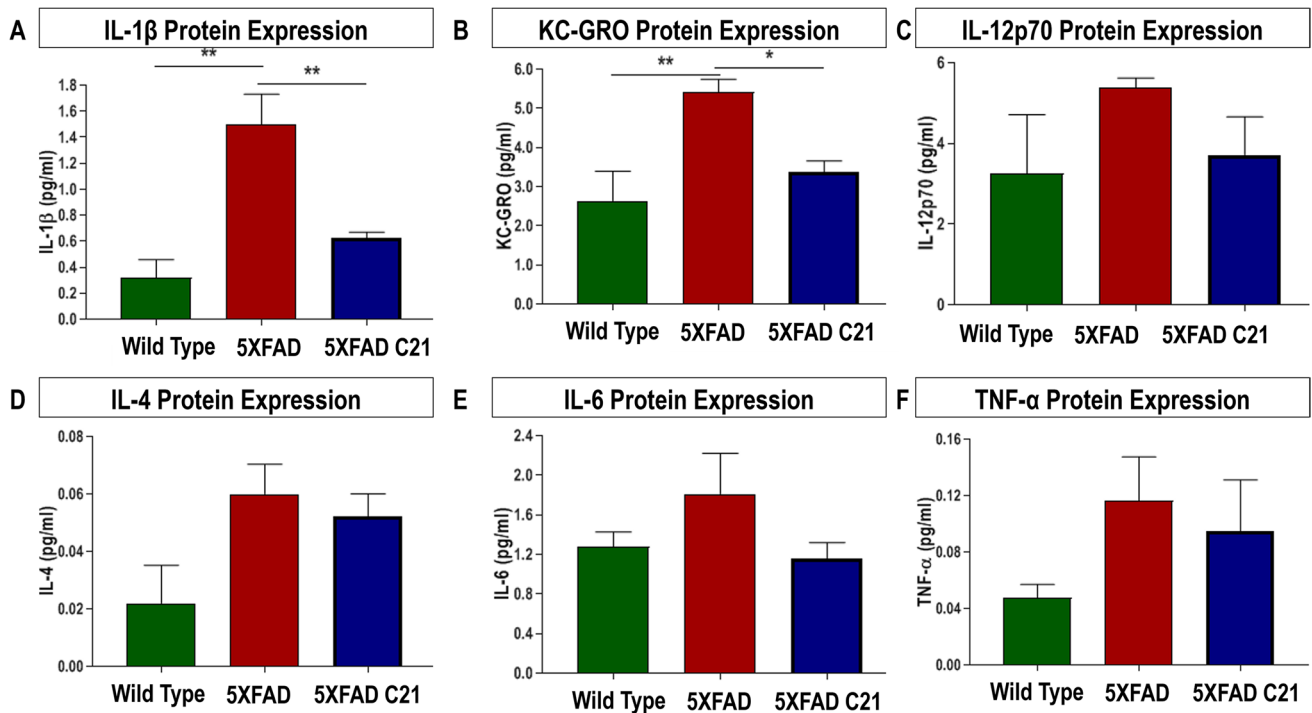 A
IL-1β Protein Expression
**
**
IL-1β (pg/ml)
1.8
1.6
1.4
1.2
1.0
0.8
0.6
0.4
0.2
0.0
Wild Type
5XFAD
5XFAD C21
B
KC-GRO Protein Expression
**
*
KC-GRO (pg/ml)
6.0
5.0
4.0
3.0
2.0
1.0
0.0
Wild Type
5XFAD
5XFAD C21
C
IL-12p70 Protein Expression
IL-12p70 (pg/ml)
6
4
2
0
Wild Type
5XFAD
5XFAD C21
D
IL-4 Protein Expression
IL-4 (pg/ml)
0.08
0.06
0.04
0.02
0.00
Wild Type
5XFAD
5XFAD C21
E
IL-6 Protein Expression
IL-6 (pg/ml)
2.4
2.0
1.6
1.2
0.8
0.4
0.0
Wild Type
5XFAD
5XFAD C21
F
TNF-α Protein Expression
TNF-α (pg/ml)
0.16
0.12
0.08
0.04
0.00
Wild Type
5XFAD
5XFAD C21